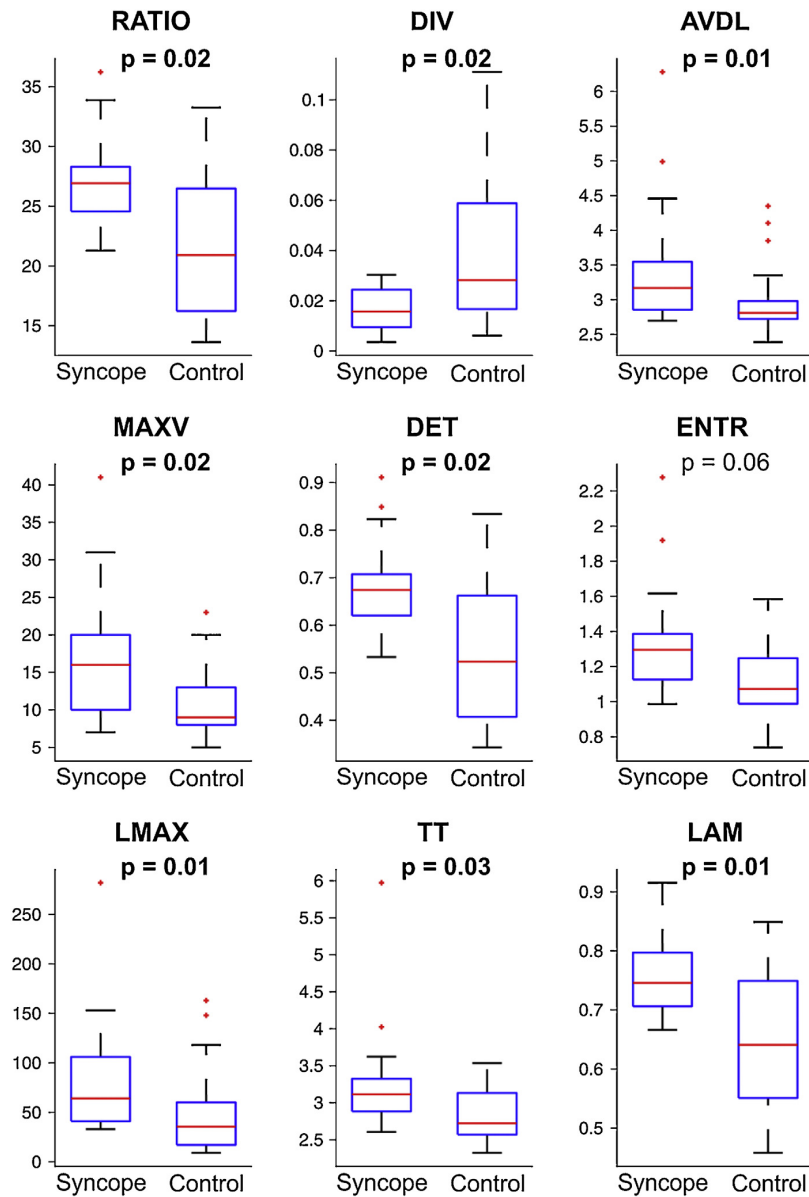 RATIO DIV AVDL
p = 0.02 p = 0.02 p = 0.01
35 0.1 6
30 0.08 5.5
25 0.06 5
20 0.04 4.5
15 0.02 4
0 3.5
3
2.5
Syncope Control Syncope Control Syncope Control
MAXV DET ENTR
p = 0.02 p = 0.02 p = 0.06
40 0.9 2.2
35 0.8 2
30 0.7 1.8
25 0.6 1.6
20 0.5 1.4
15 0.4 1.2
10 1
5 0.8
Syncope Control Syncope Control Syncope Control
LMAX TT LAM
p = 0.01 p = 0.03 p = 0.01
250 6 0.9
200 5.5 0.8
150 5 0.7
100 4.5 0.6
50 4 0.5
0 3.5
3
2.5
Syncope Control Syncope Control Syncope Control